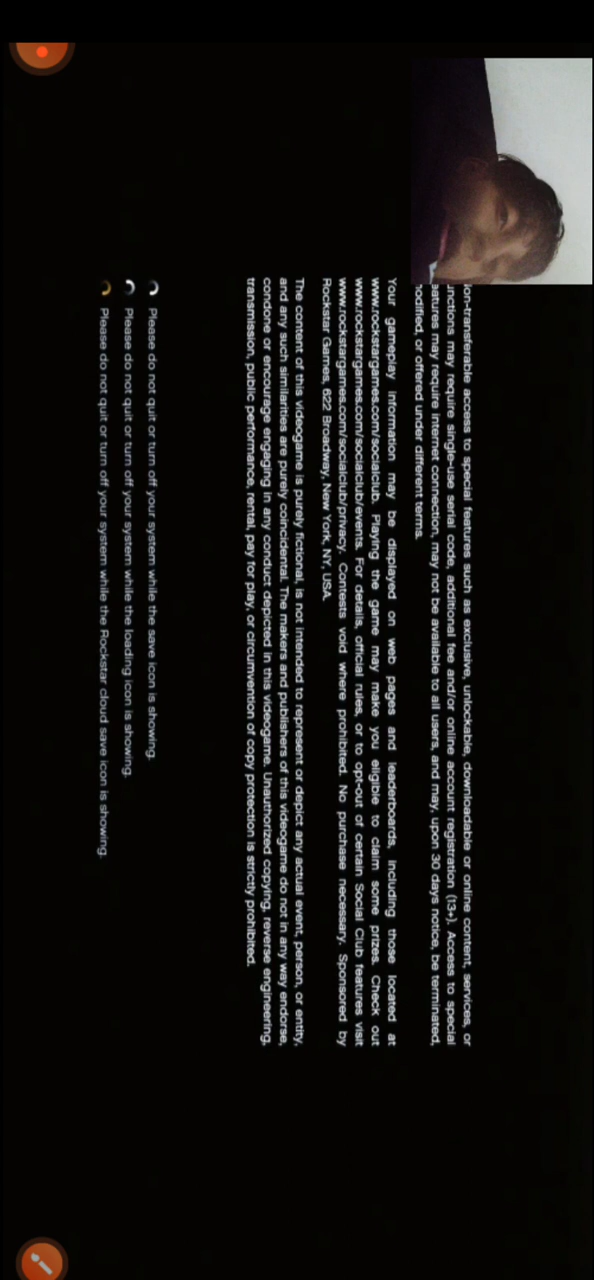 ion-transferable access to special features such as exclusive, unlockable, downloadable or online content, services, or
unctions may require single-use serial code, additional fee and/or online account registration (13+). Access to special
eatures may require internet connection, may not be available to all users, and may, upon 30 days notice, be terminated,
nodified, or offered under different terms.
Your gameplay information may be displayed on web pages and leaderboards, including those located at
www.rockstargames.com/socialclub. Playing the game may make you eligible to claim some prizes. Check out
www.rockstargames.com/socialclub/events. For details, official rules, or to opt-out of certain Social Club features visit
www.rockstargames.com/socialclub/privacy. Contests void where prohibited. No purchase necessary. Sponsored by
Rockstar Games, 622 Broadway, New York, NY, USA.
The content of this videogame is purely fictional, is not intended to represent or depict any actual event, person, or entity,
and any such similarities are purely coincidental. The makers and publishers of this videogame do not in any way endorse,
condone or encourage engaging in any conduct depicted in this videogame. Unauthorized copying, reverse engineering,
transmission, public performance, rental, pay for play, or circumvention of copy protection is strictly prohibited.
Please do not quit or turn off your system while the save icon is showing.
Please do not quit or turn off your system while the loading icon is showing.
Please do not quit or turn off your system while the Rockstar cloud save icon is showing.